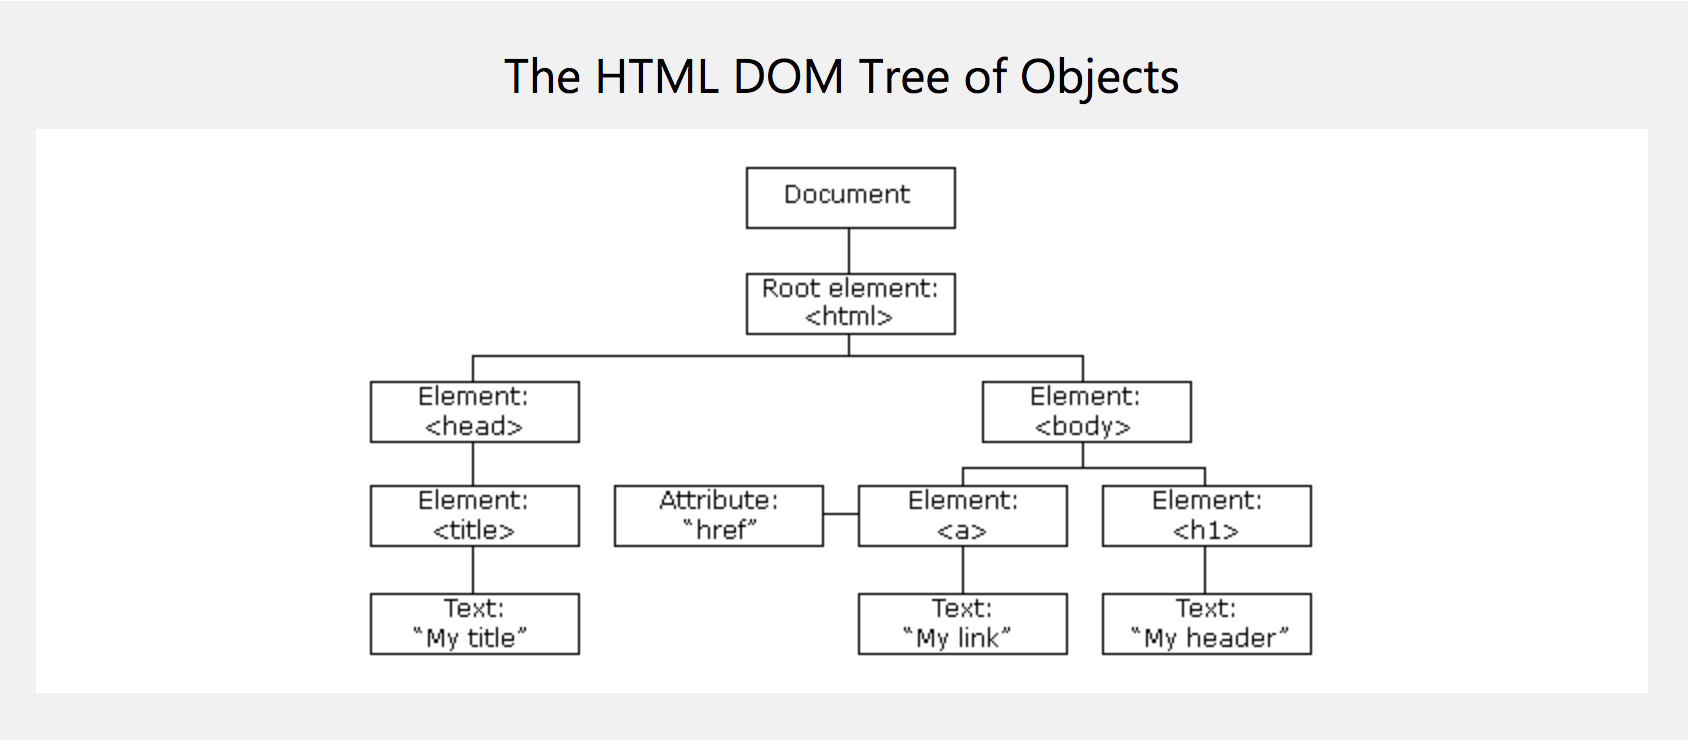 The HTML DOM Tree of Objects
Document
Root element:
<html>
Element:
<head>
Element:
<body>
Element:
<title>
Attribute:
“href”
Element:
<a>
Element:
<h1>
Text:
“My title”
Text:
“My link”
Text:
“My header”